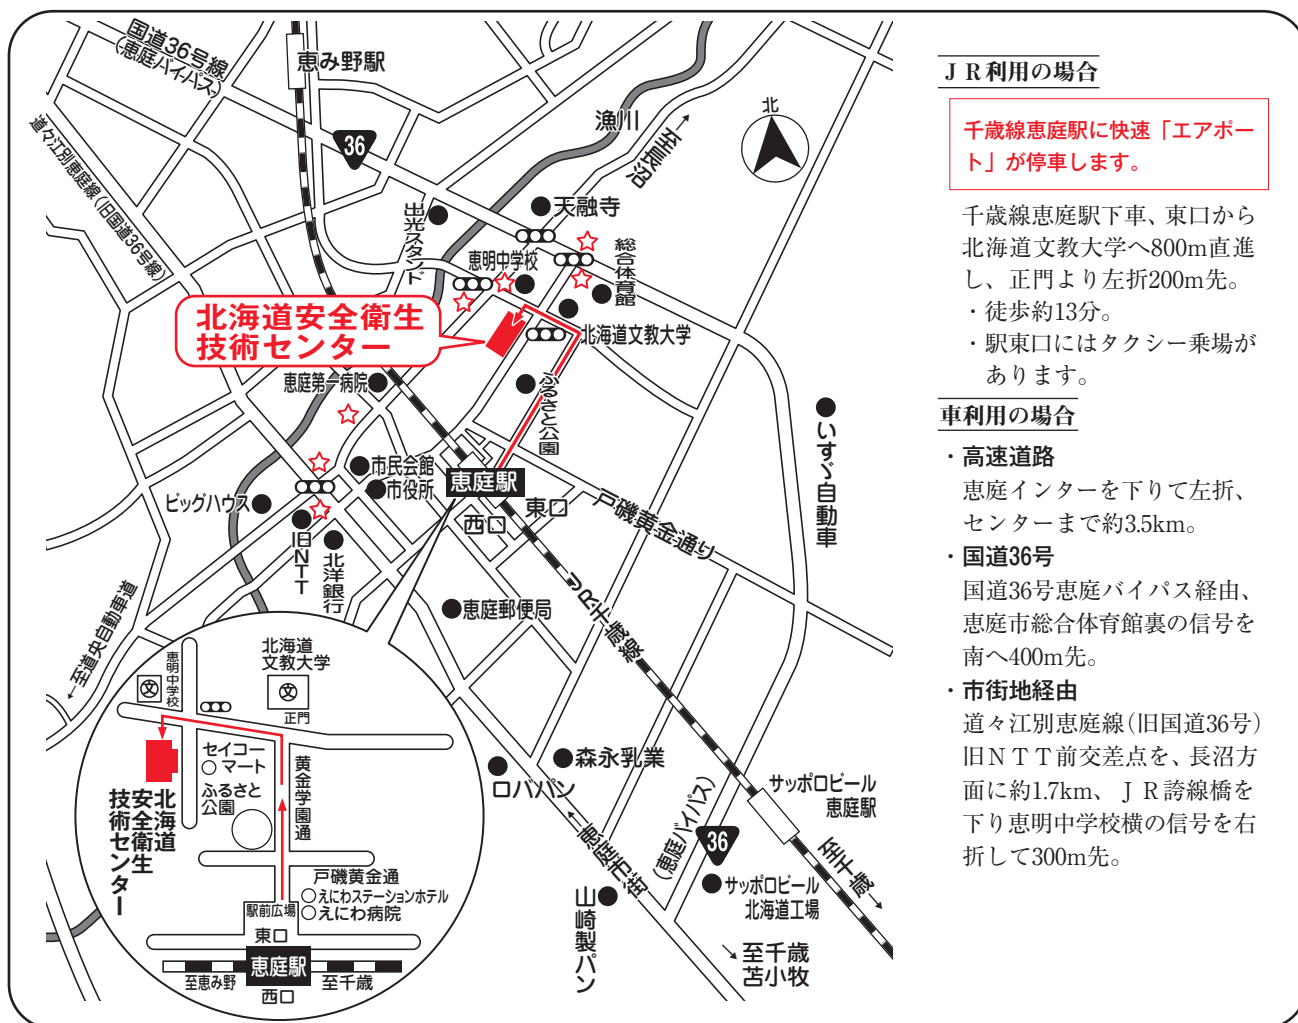 国道36号線
(恵庭バイパス)
恵み野駅
36
道々江別恵庭線(旧国道36号線)
漁川
→至長沼
北
出光スタンド
天融寺
恵明中学校
総合体育館
北海道安全衛生
技術センター
北海道文教大学
恵庭第一病院
ふるさと公園
いすゞ自動車
市民会館
市役所
恵庭駅
東口
西口
戸磯黄金通り
ビッグハウス
旧NTT
北洋銀行
恵庭郵便局
JR千歳線
←至道央自動車道
森永乳業
ロバパン
サッポロビール
恵庭駅
(恵庭バイパス)
36
←恵庭市街
至千歳→
サッポロビール
北海道工場
山崎製パン
→至千歳
苫小牧
恵明中学校
文
北海道
文教大学
文
正門
セイコー
マート
ふるさと
公園
黄金学園通
北海道
安全衛生
技術センター
戸磯黄金通
えにわステーションホテル
えにわ病院
駅前広場
東口
恵庭駅
至恵み野
至千歳
西口
JR利用の場合
千歳線恵庭駅に快速「エアポー
ト」が停車します。
千歳線恵庭駅下車、東口から
北海道文教大学へ800m直進
し、正門より左折200m先。
・徒歩約13分。
・駅東口にはタクシー乗場が
あります。
車利用の場合
・高速道路
恵庭インターを下りて左折、
センターまで約3.5km。
・国道36号
国道36号恵庭バイパス経由、
恵庭市総合体育館裏の信号を
南へ400m先。
・市街地経由
道々江別恵庭線(旧国道36号)
旧NTT前交差点を、長沼方
面に約1.7km、JR誇線橋を
下り恵明中学校横の信号を右
折して300m先。